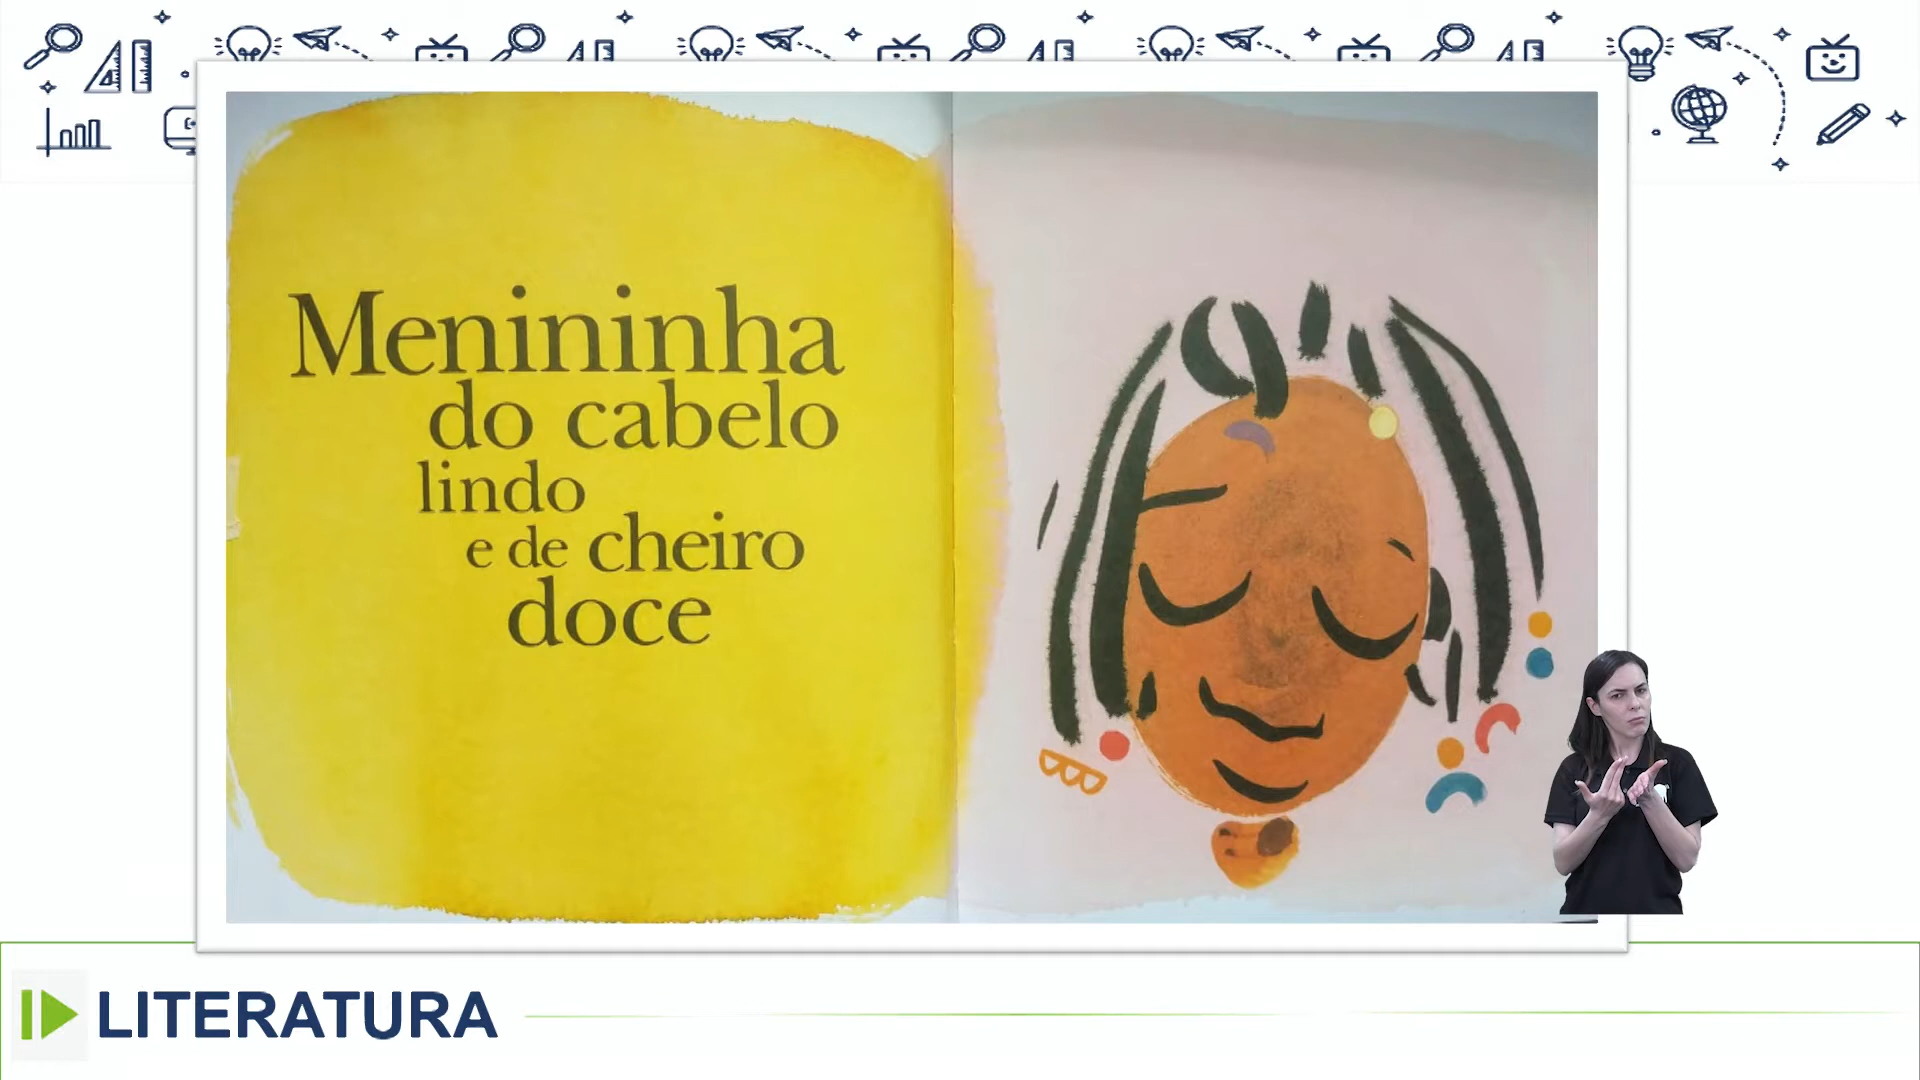 Menininha
do cabelo
lindo
e de cheiro
doce
LITERATURA